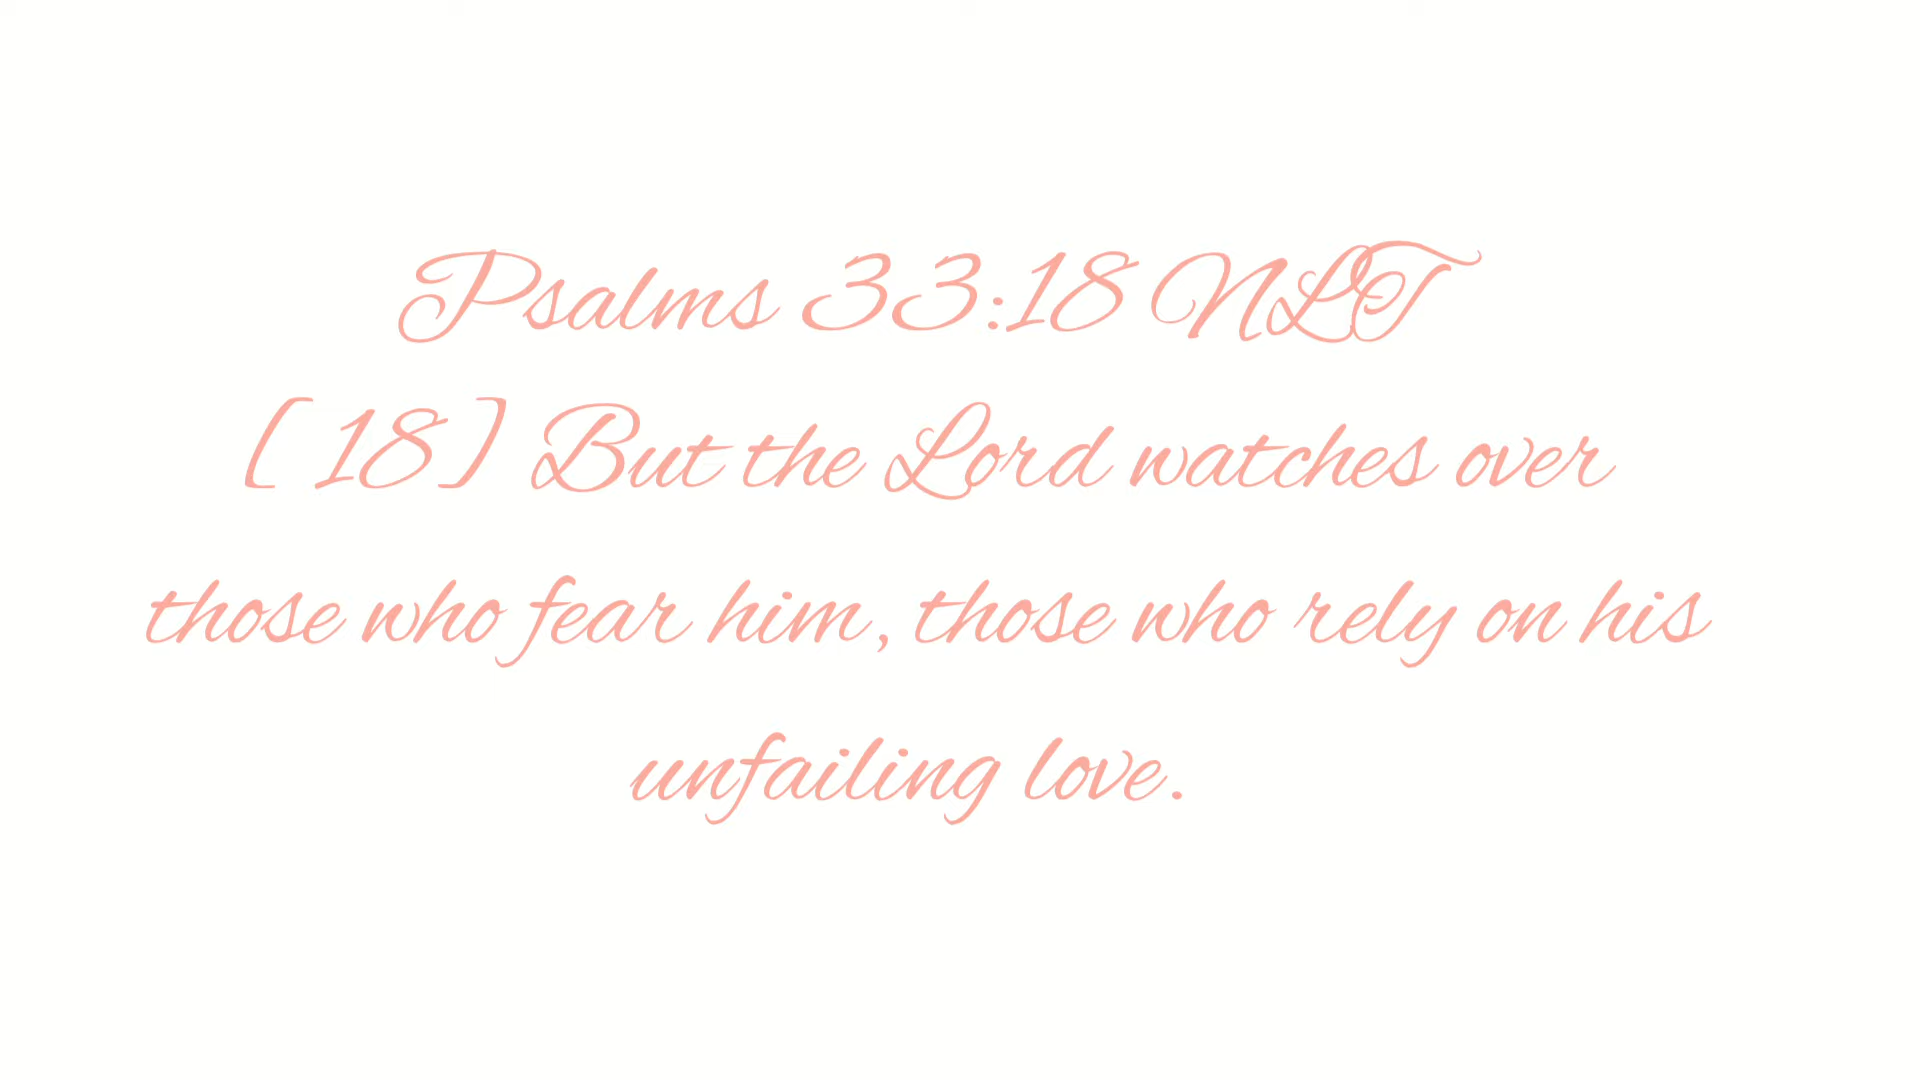 Psalms 33:18 NLT
[18] But the Lord watches over
those who fear him, those who rely on his
unfailing love.